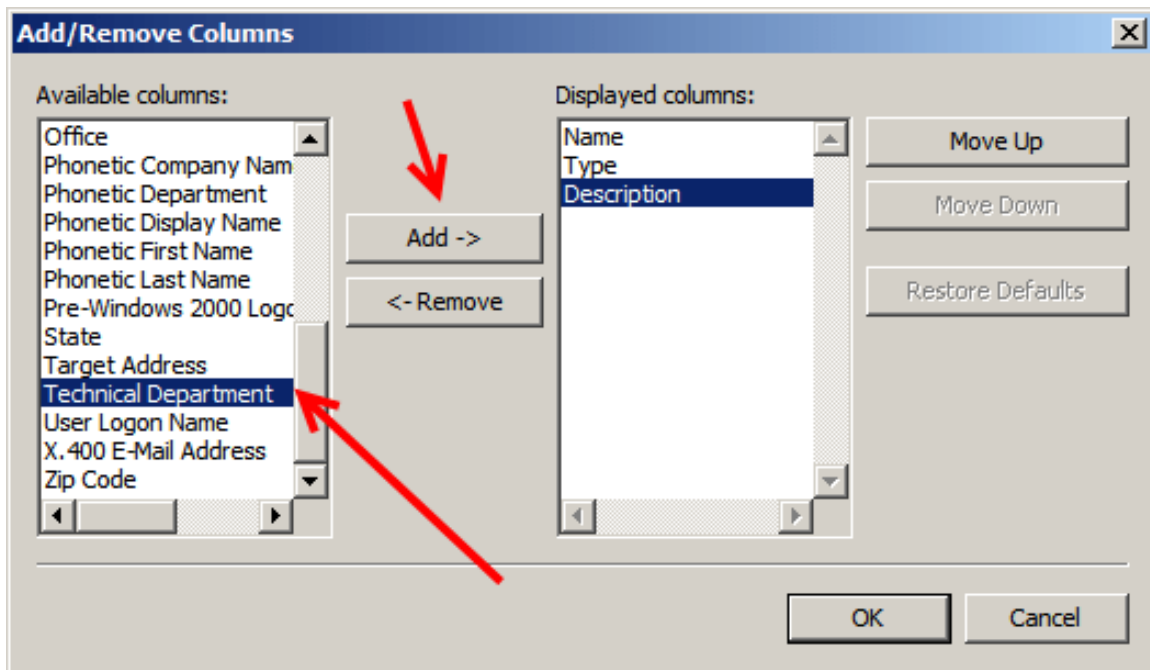 Add/Remove Columns
Available columns:
Office
Phonetic Company Nam
Phonetic Department
Phonetic Display Name
Phonetic First Name
Phonetic Last Name
Pre-Windows 2000 Logo
State
Target Address
Technical Department
User Logon Name
X.400 E-Mail Address
Zip Code
Add ->
<- Remove
Displayed columns:
Name
Type
Description
Move Up
Move Down
Restore Defaults
OK
Cancel